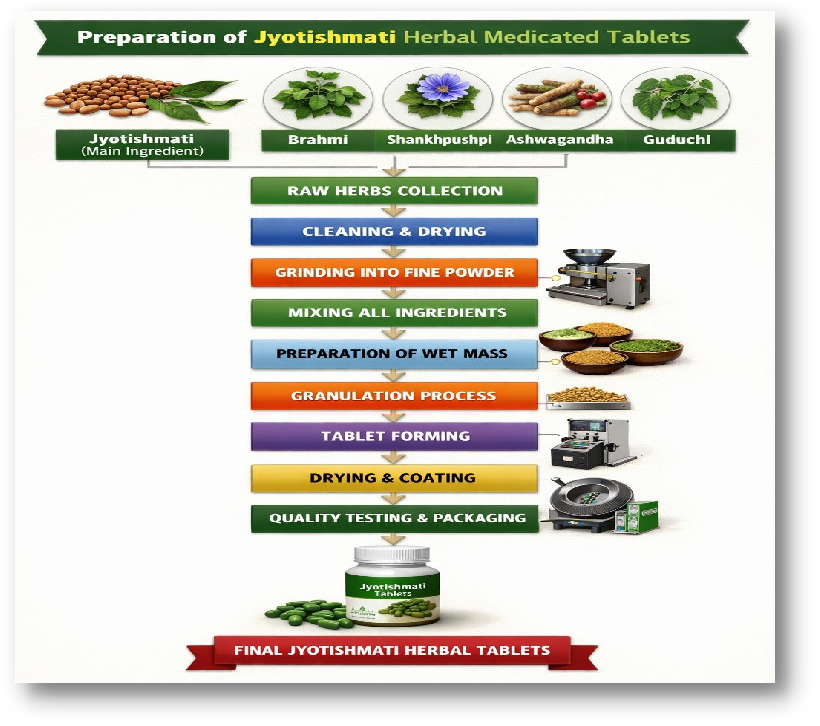 Preparation of Jyotishmati Herbal Medicated Tablets
Jyotishmati
(Main Ingredient)
Brahmi
Shankhpushpi
Ashwagandha
Guduchi
RAW HERBS COLLECTION
CLEANING & DRYING
GRINDING INTO FINE POWDER
MIXING ALL INGREDIENTS
PREPARATION OF WET MASS
GRANULATION PROCESS
TABLET FORMING
DRYING & COATING
QUALITY TESTING & PACKAGING
Jyotishmati
Tablets
FINAL JYOTISHMATI HERBAL TABLETS